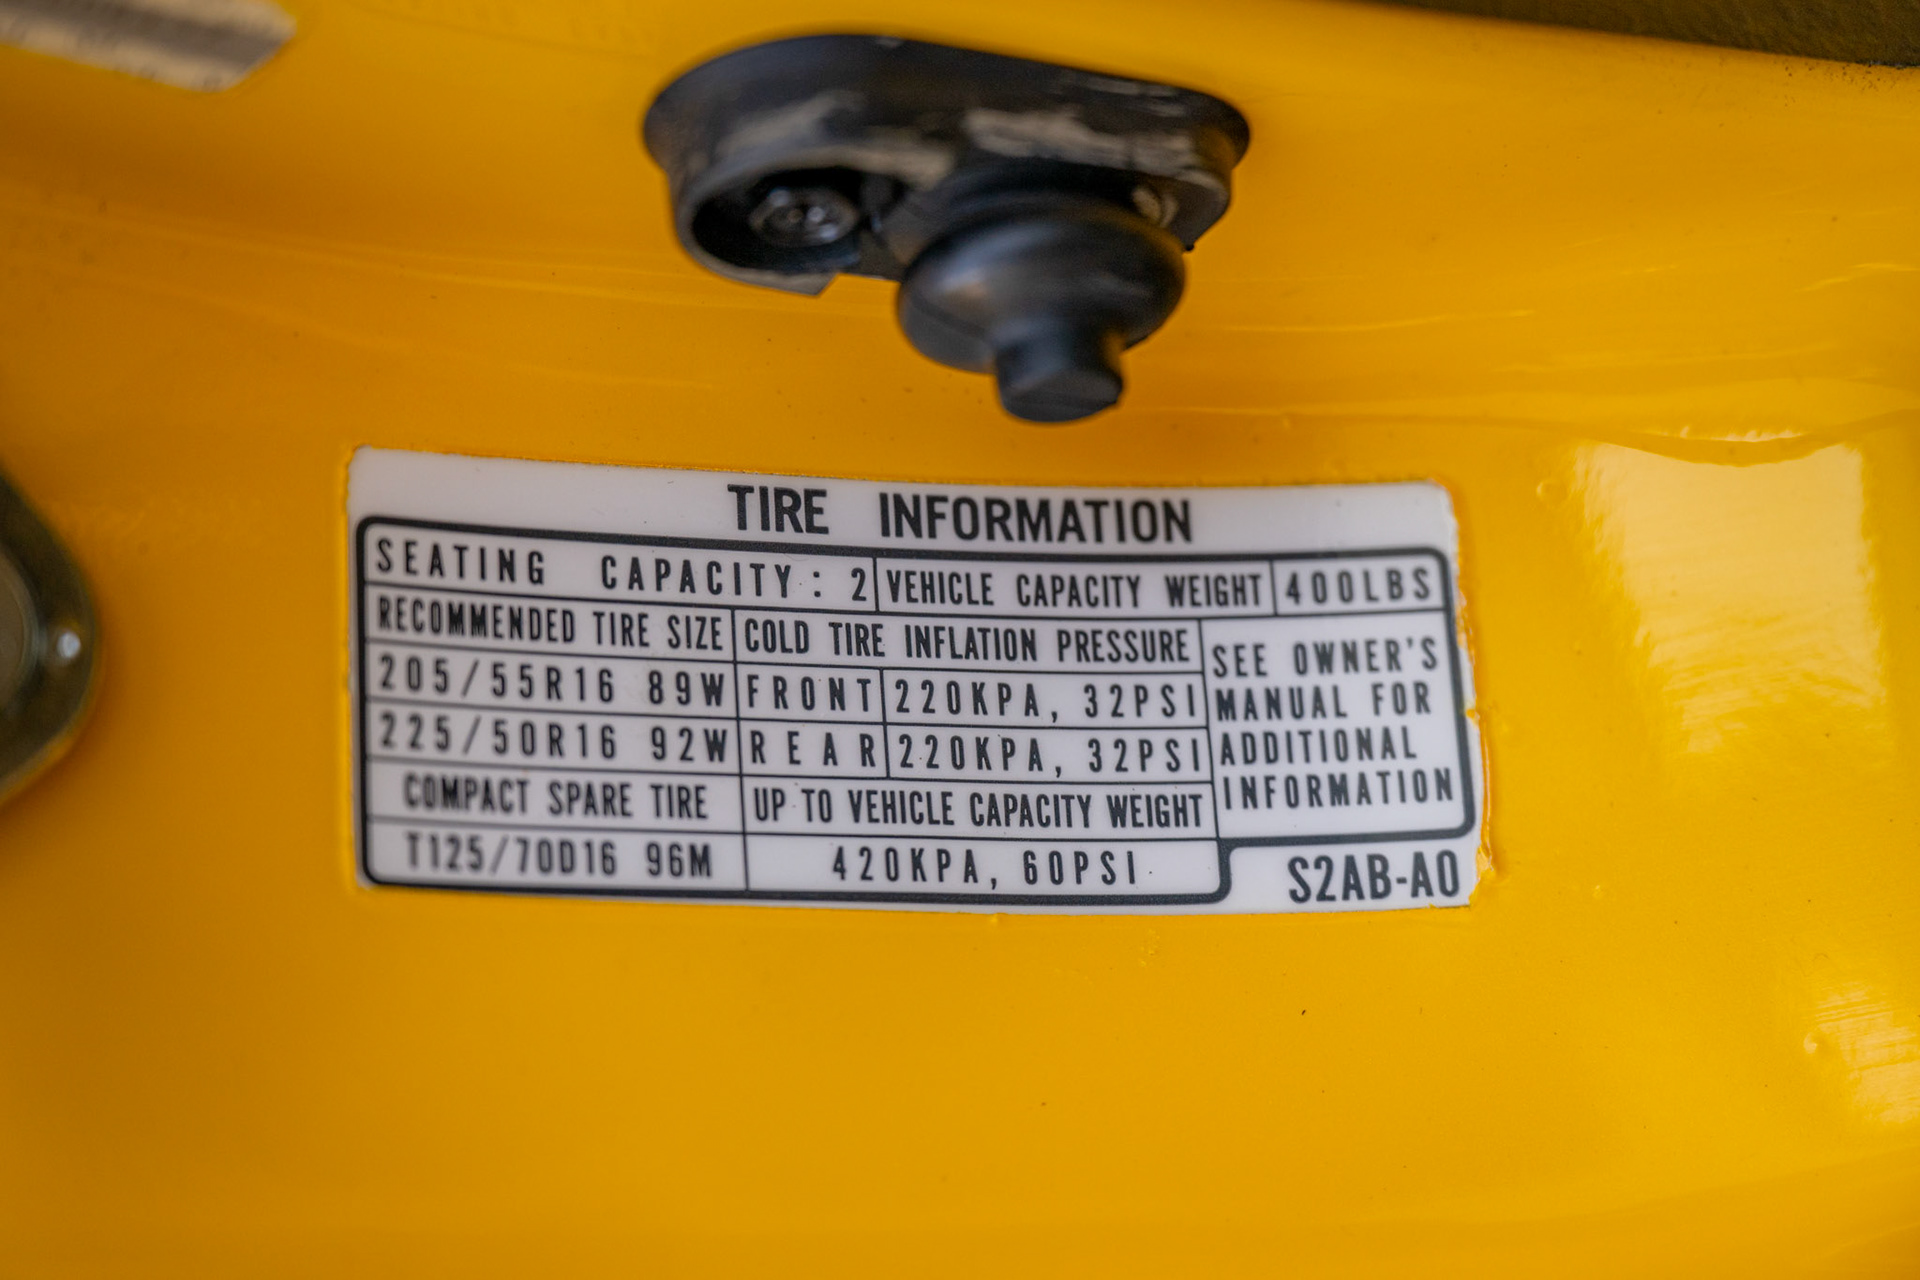 TIRE INFORMATION
SEATING CAPACITY: 2 VEHICLE CAPACITY WEIGHT 400LBS
RECOMMENDED TIRE SIZE COLD TIRE INFLATION PRESSURE
205/55R16 89W FRONT 220KPA, 32PSI
225/50R16 92W REAR 220KPA, 32PSI
SEE OWNER'S
MANUAL FOR
ADDITIONAL
INFORMATION
COMPACT SPARE TIRE UP TO VEHICLE CAPACITY WEIGHT
T125/70D16 96M 420KPA, 60PSI
S2AB-A0